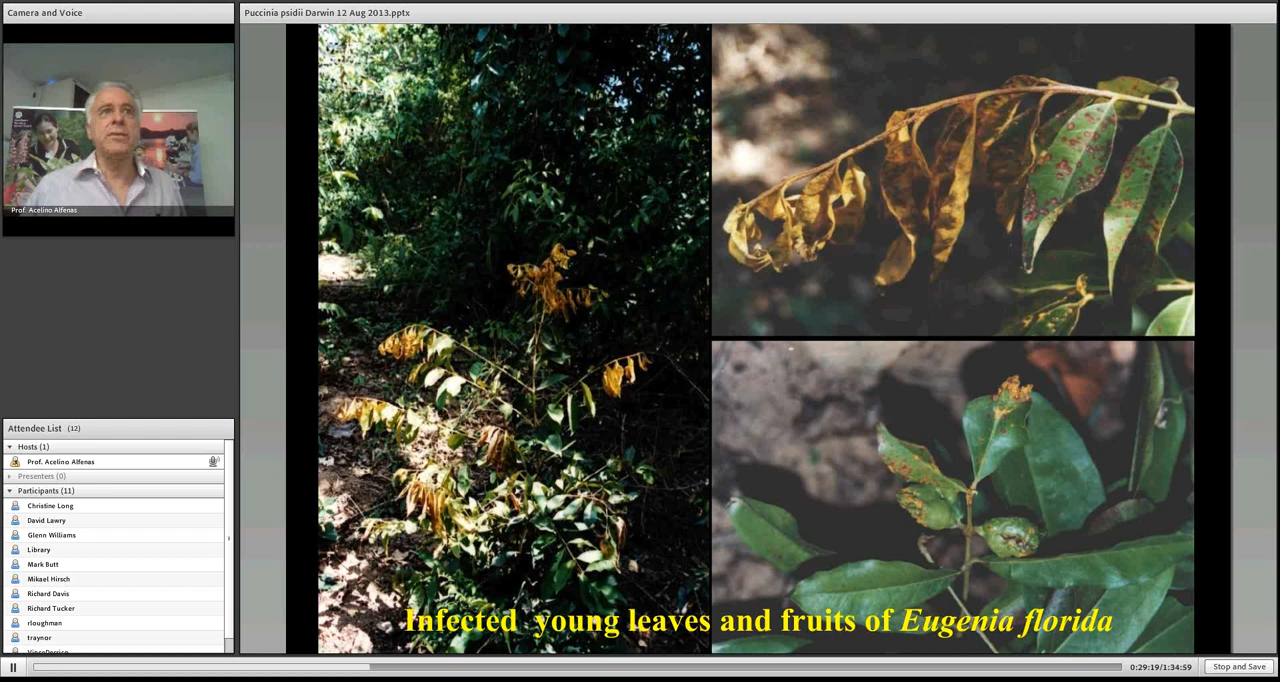 Camera and Voice
Puccinia psidii Darwin 12 Aug 2013.pptx
Prof. Acelino Alfenas
Attendee List (12)
Hosts (1)
Prof. Acelino Alfenas
Presenters (0)
Participants (11)
Christine Long
David Lawry
Glenn Williams
Library
Mark Butt
Mikael Hirsch
Richard Davis
Richard Tucker
rloughman
traynor
Infected young leaves and fruits of Eugenia florida
0:29:19/1:34:59
Stop and Save